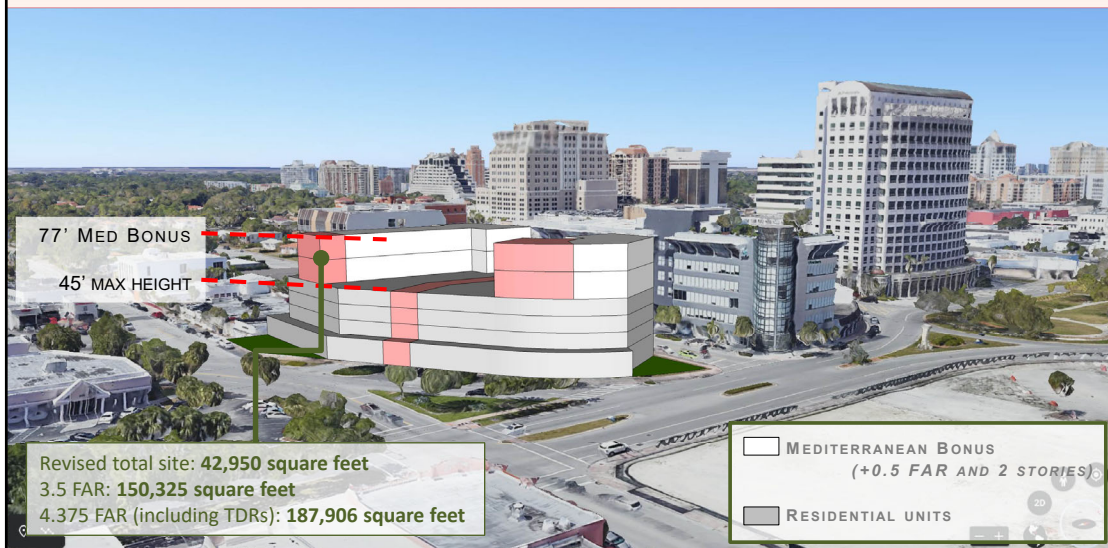 77’ MED BONUS
45’ MAX HEIGHT
Revised total site: 42,950 square feet
3.5 FAR: 150,325 square feet
4.375 FAR (including TDRs): 187,906 square feet
MEDITERRANEAN BONUS
(+0.5 FAR AND 2 STORIES)
RESIDENTIAL UNITS
2D